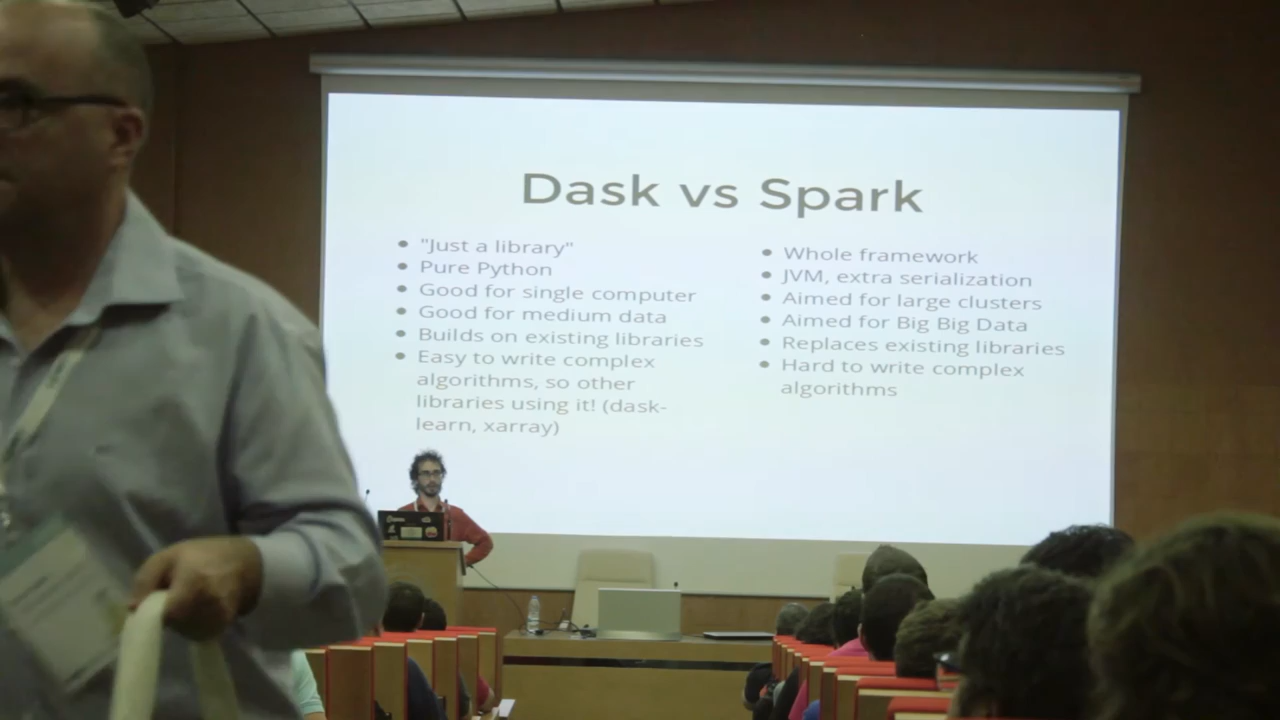 Dask vs Spark
• "Just a library"
• Pure Python
• Good for single computer
• Good for medium data
• Builds on existing libraries
• Easy to write complex
algorithms, so other
libraries using it! (dask-
learn, xarray)
• Whole framework
• JVM, extra serialization
• Aimed for large clusters
• Aimed for Big Big Data
• Replaces existing libraries
• Hard to write complex
algorithms